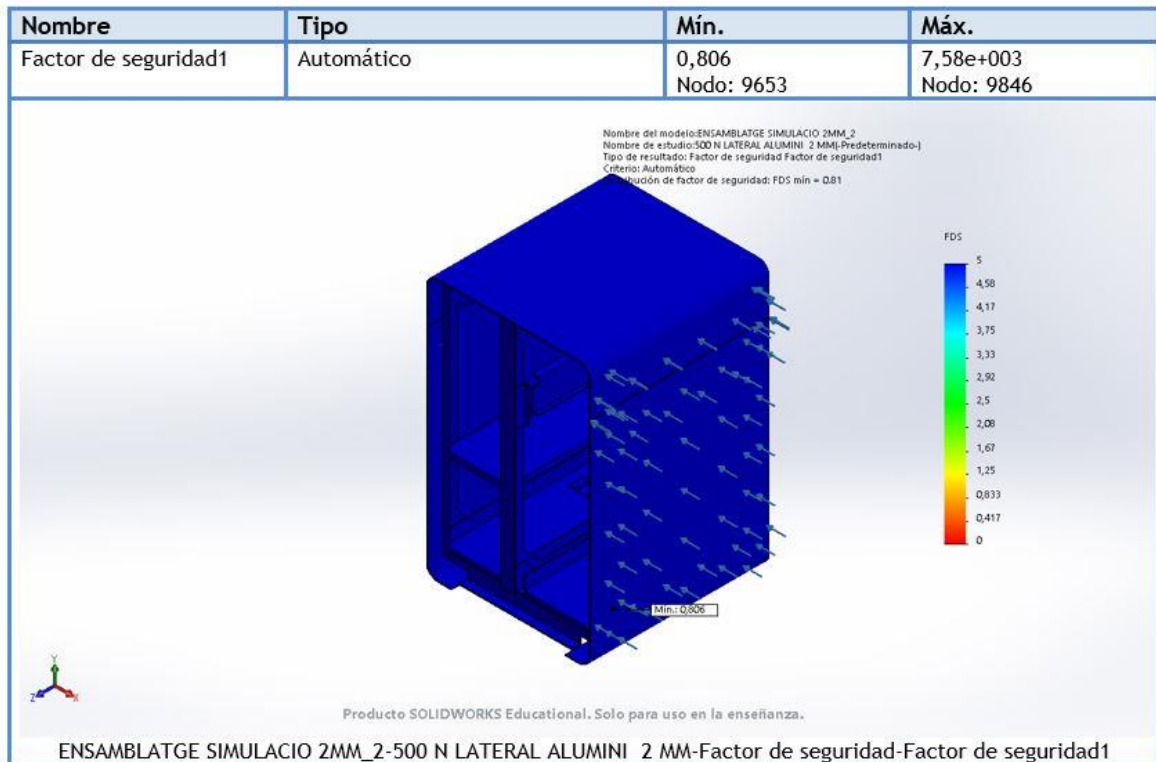 Nombre Tipo Mín. Máx.
Factor de seguridad1 Automático 0,806 7,58e+003
Nodo: 9653 Nodo: 9846
Nombre del modelo:ENSAMBLATGE SIMULACIO 2MM_2
Nombre de estudio:500 N LATERAL ALUMINI 2 MM(-Predeterminado-)
Tipo de resultado: Factor de seguridad Factor de seguridad1
Criterio: Automático
de factor de seguridad: FDS mín = 0.81
FDS
5
4,58
4,17
3,75
3,33
2,92
2,5
2,08
1,67
1,25
0,833
0,417
0
Mín.: 0,806
Y
Z X
Producto SOLIDWORKS Educational. Solo para uso en la enseñanza.
ENSAMBLATGE SIMULACIO 2MM_2-500 N LATERAL ALUMINI 2 MM-Factor de seguridad-Factor de seguridad1